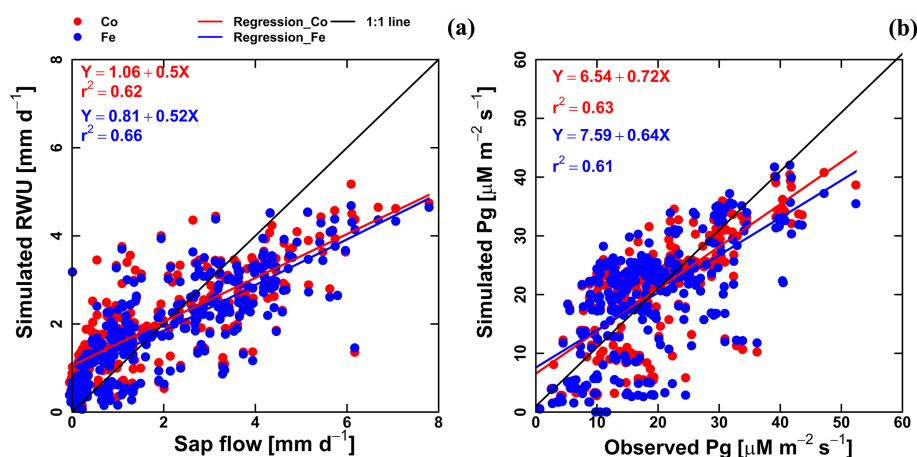 Co Regression_Co 1:1 line (a) (b)
Fe Regression_Fe
Y = 1.06 + 0.5X
r² = 0.62
Y = 0.81 + 0.52X
r² = 0.66
Simulated RWU [mm d⁻¹]
0 2 4 6 8
0 2 4 6 8
Sap flow [mm d⁻¹]
Y = 6.54 + 0.72X
r² = 0.63
Y = 7.59 + 0.64X
r² = 0.61
Simulated Pg [µM m⁻² s⁻¹]
0 10 20 30 40 50 60
0 10 20 30 40 50 60
Observed Pg [µM m⁻² s⁻¹]